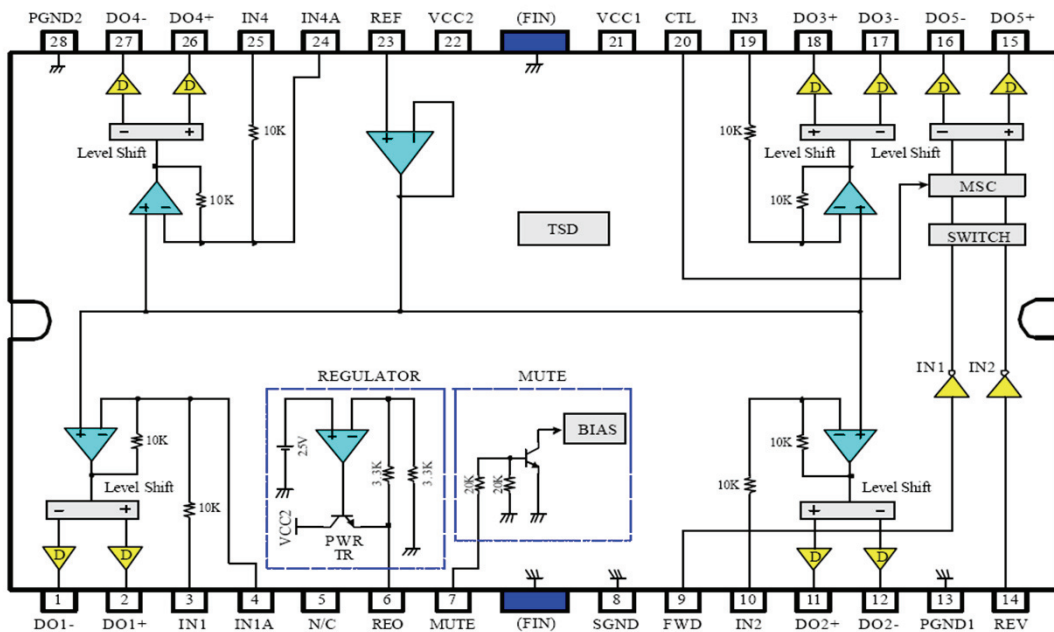 PGND2 DO4- DO4+ IN4 IN4A REF VCC2 (FIN) VCC1 CTL IN3 DO3+ DO3- DO5- DO5+
28 27 26 25 24 23 22 21 20 19 18 17 16 15
D D D D D D
10K 10K
- + + - + - - +
Level Shift Level Shift Level Shift
10K 10K MSC
+ - + - - +
TSD SWITCH
IN1 IN2
REGULATOR MUTE
BIAS
+ - 10K + - 10K - +
2.5V 3.3K 3.3K 20K 20K
Level Shift 10K Level Shift
- + 10K + -
VCC2 PWR
TR
D D D D
1 2 3 4 5 6 7 8 9 10 11 12 13 14
DO1- DO1+ IN1 IN1A N/C REO MUTE (FIN) SGND FWD IN2 DO2+ DO2- PGND1 REV